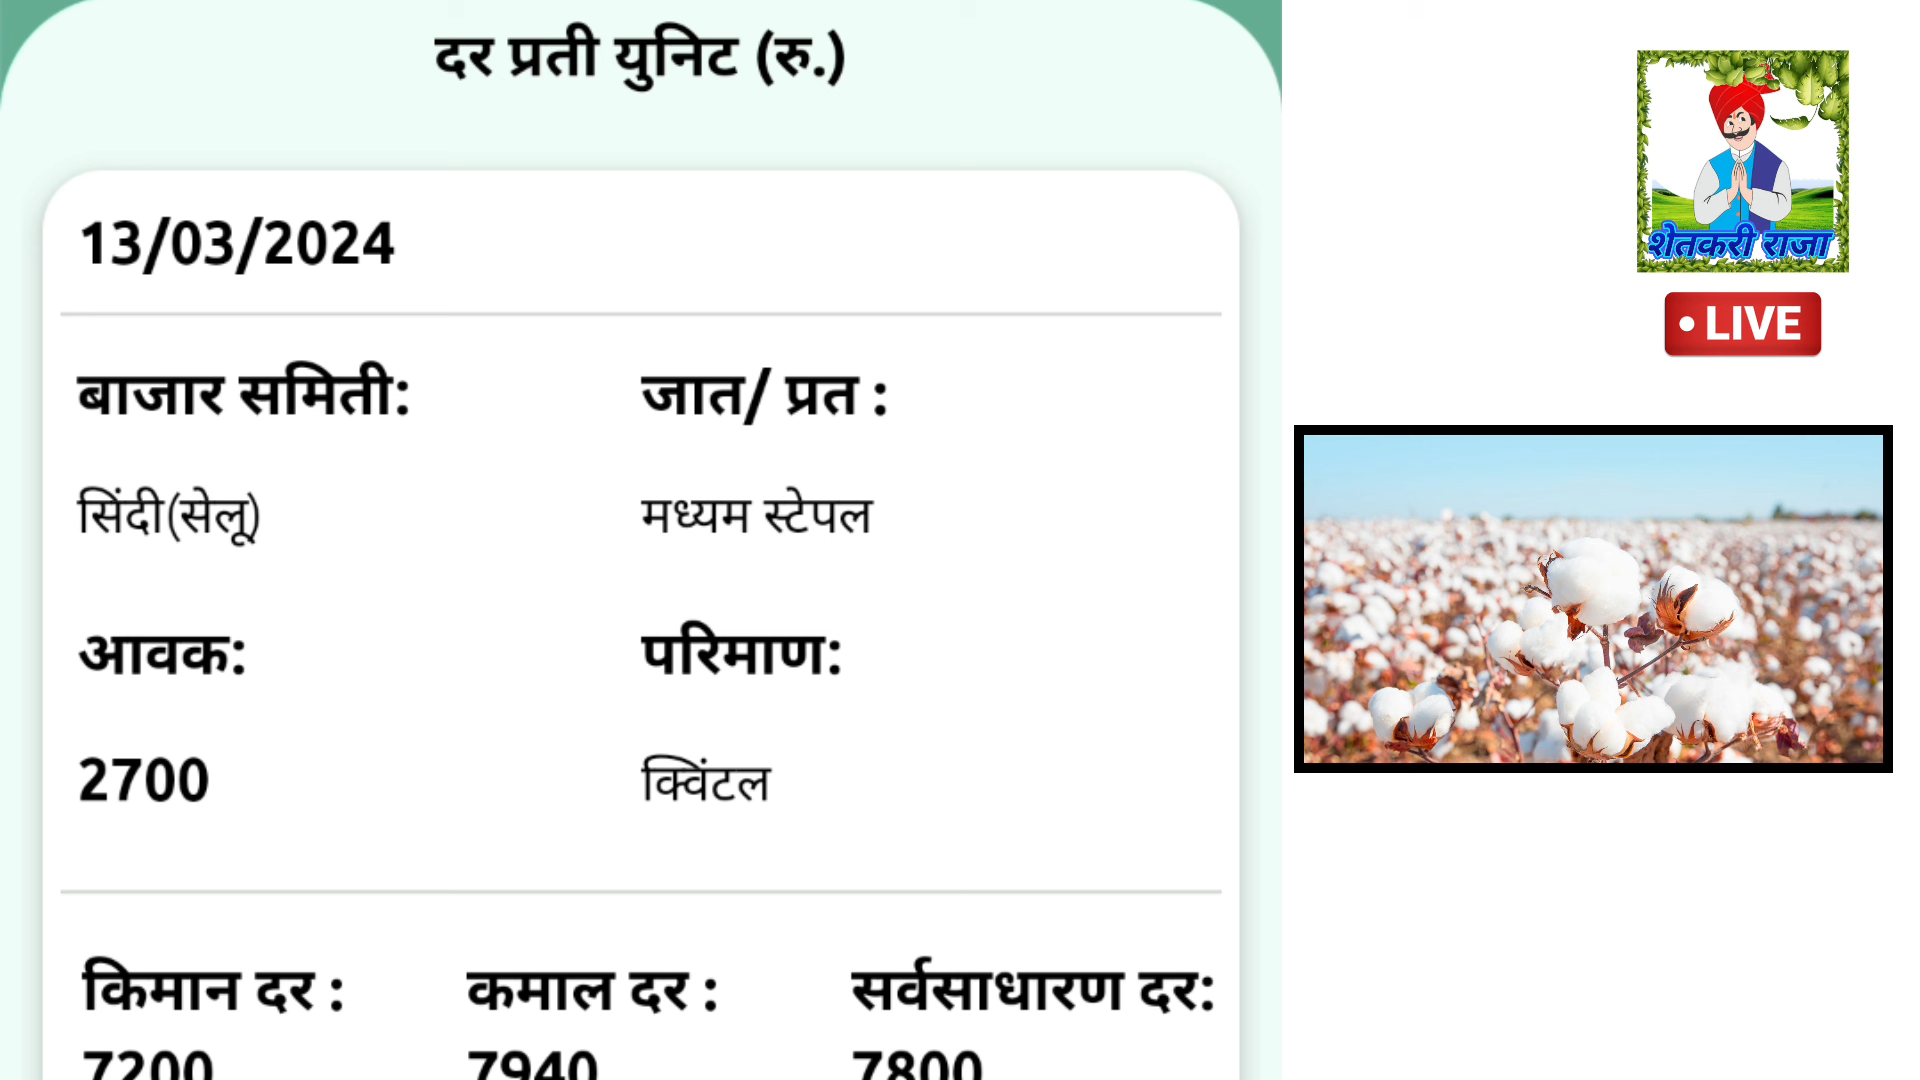 दर प्रती युनिट (रु.)
13/03/2024
बाजार समिती: जात/ प्रत :
सिंदी(सेलू) मध्यम स्टेपल
आवक: परिमाण:
2700 क्विंटल
किमान दर : कमाल दर : सर्वसाधारण दर:
7200 7940 7800
शेतकरी राजा
• LIVE